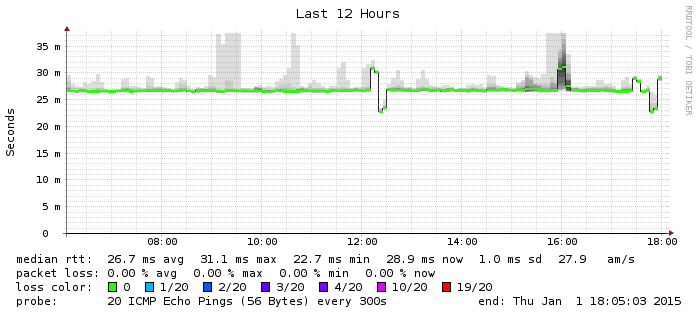 Last 12 Hours
RRDTOOL / TOBI OETIKER
Seconds
35 m
30 m
25 m
20 m
15 m
10 m
5 m
0
08:00 10:00 12:00 14:00 16:00 18:00
median rtt: 26.7 ms avg 31.1 ms max 22.7 ms min 28.9 ms now 1.0 ms sd 27.9 am/s
packet loss: 0.00 % avg 0.00 % max 0.00 % min 0.00 % now
loss color: 0 1/20 2/20 3/20 4/20 10/20 19/20
probe: 20 ICMP Echo Pings (56 Bytes) every 300s end: Thu Jan 1 18:05:03 2015